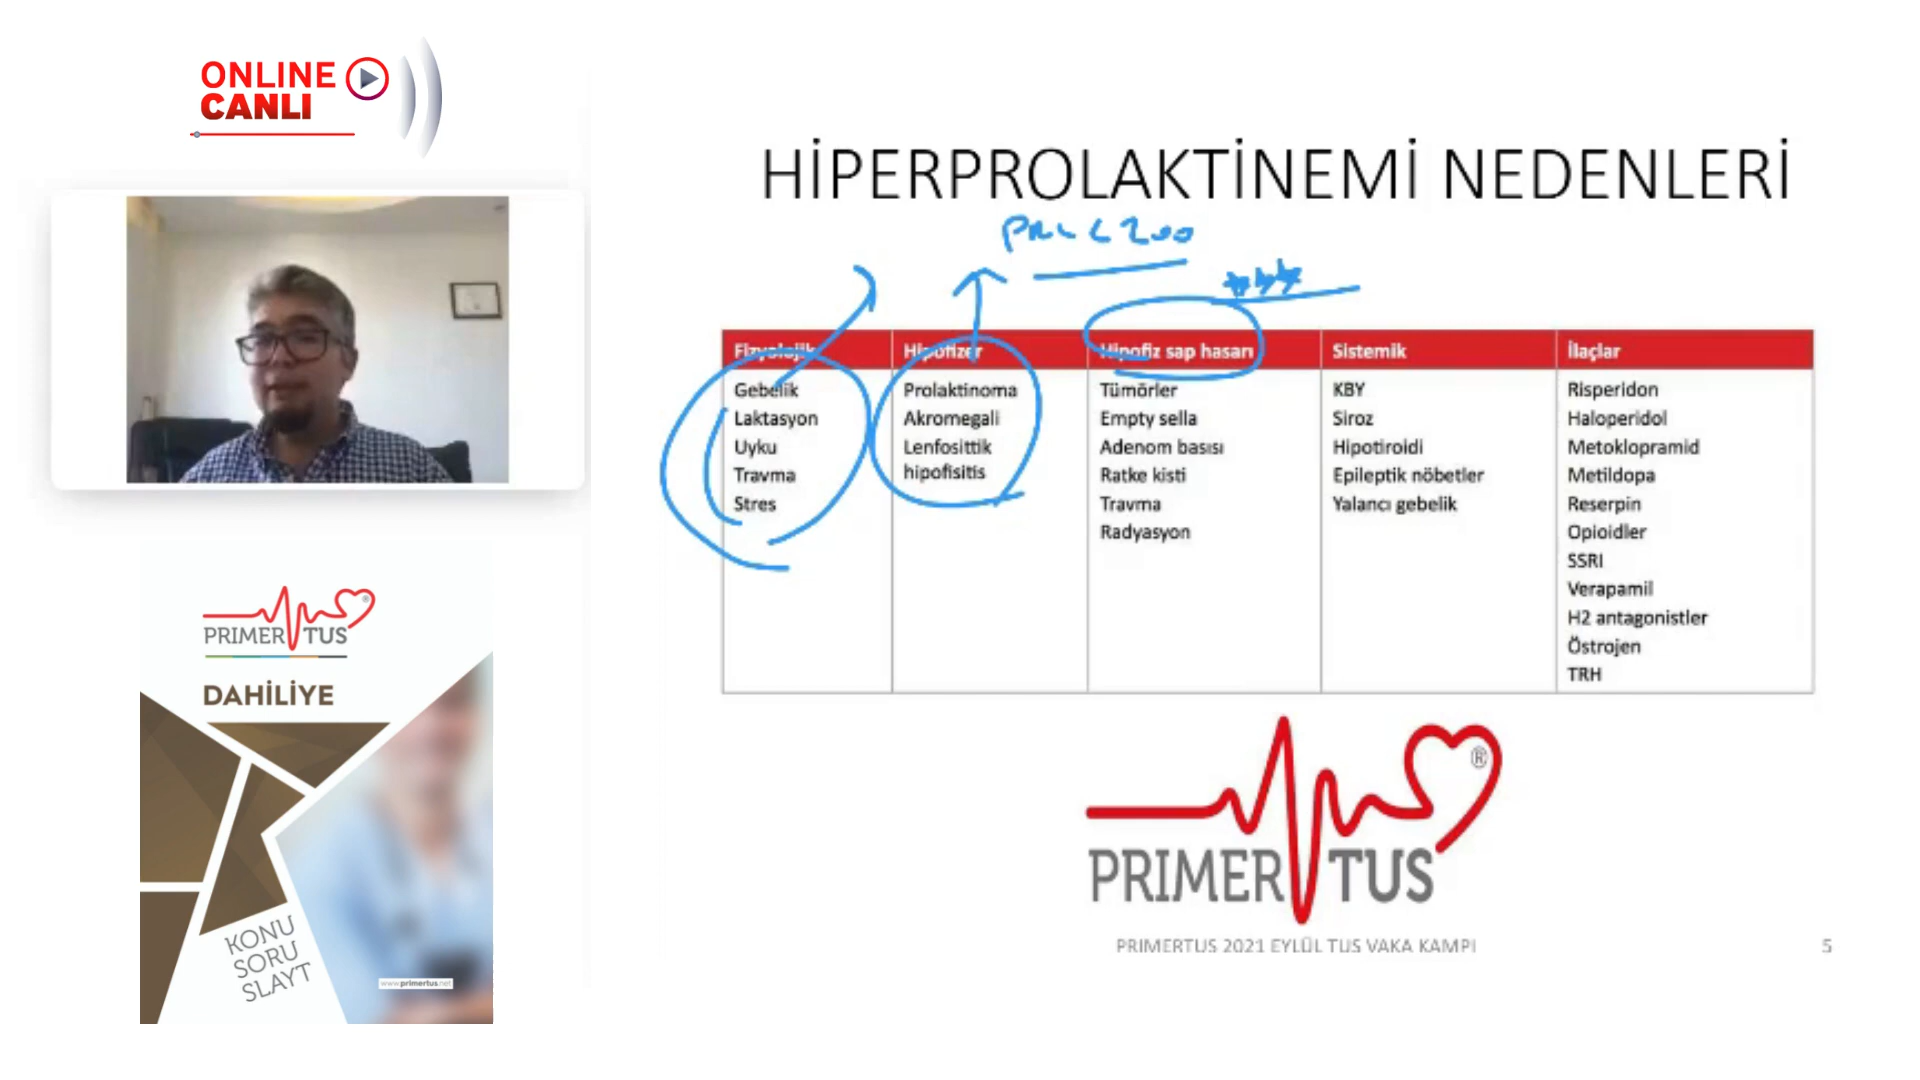 ONLINE
CANLI
PRIMER TUS
DAHİLİYE
KONU
SORU
SLAYT
www.primertus.net
HİPERPROLAKTİNEMİ NEDENLERİ
PRL < 200
Fizyolojik
Gebelik
Laktasyon
Uyku
Travma
Stres
Hipofizer
Prolaktinoma
Akromegali
Lenfosittik
hipofisitis
Hipofiz sap hasarı
Tümörler
Empty sella
Adenom basısı
Ratke kisti
Travma
Radyasyon
Sistemik
KBY
Siroz
Hipotiroidi
Epileptik nöbetler
Yalancı gebelik
İlaçlar
Risperidon
Haloperidol
Metoklopramid
Metildopa
Reserpin
Opioidler
SSRI
Verapamil
H2 antagonistler
Östrojen
TRH
PRIMER TUS
PRIMERTUS 2021 EYLÜL TUS VAKA KAMPI
5